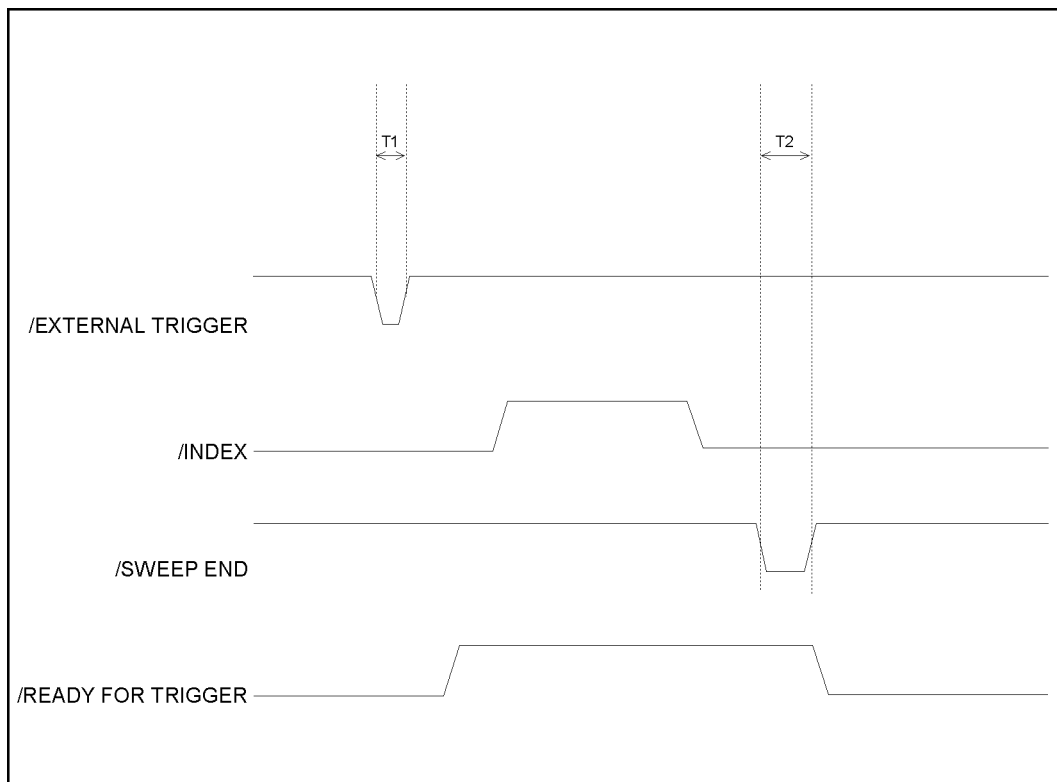 T1
T2
/EXTERNAL TRIGGER
/INDEX
/SWEEP END
/READY FOR TRIGGER